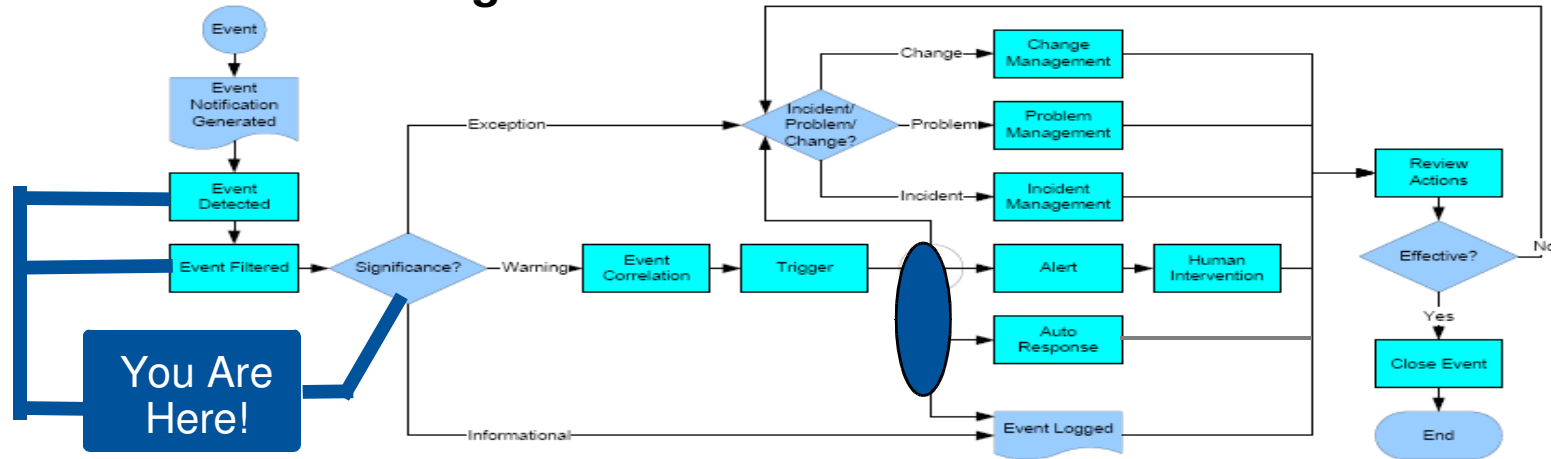 Event
Event
Notification
Generated
Event
Detected
Event Filtered
Significance?
You Are
Here!
Exception
Warning
Informational
Event
Correlation
Trigger
Incident/
Problem/
Change?
Change
Problem
Incident
Change
Management
Problem
Management
Incident
Management
Alert
Human
Intervention
Auto
Response
Event Logged
Review
Actions
Effective?
No
Yes
Close Event
End